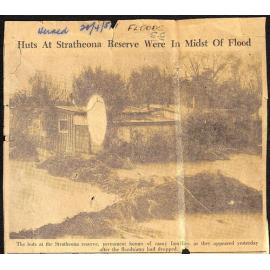 Herald
FLOODS
Huts At Strathcona Reserve Were In Midst Of Flood
The huts at the Strathcona reserve, permanent homes of many families, as they appeared yesterday
after the floodwaters had dropped.